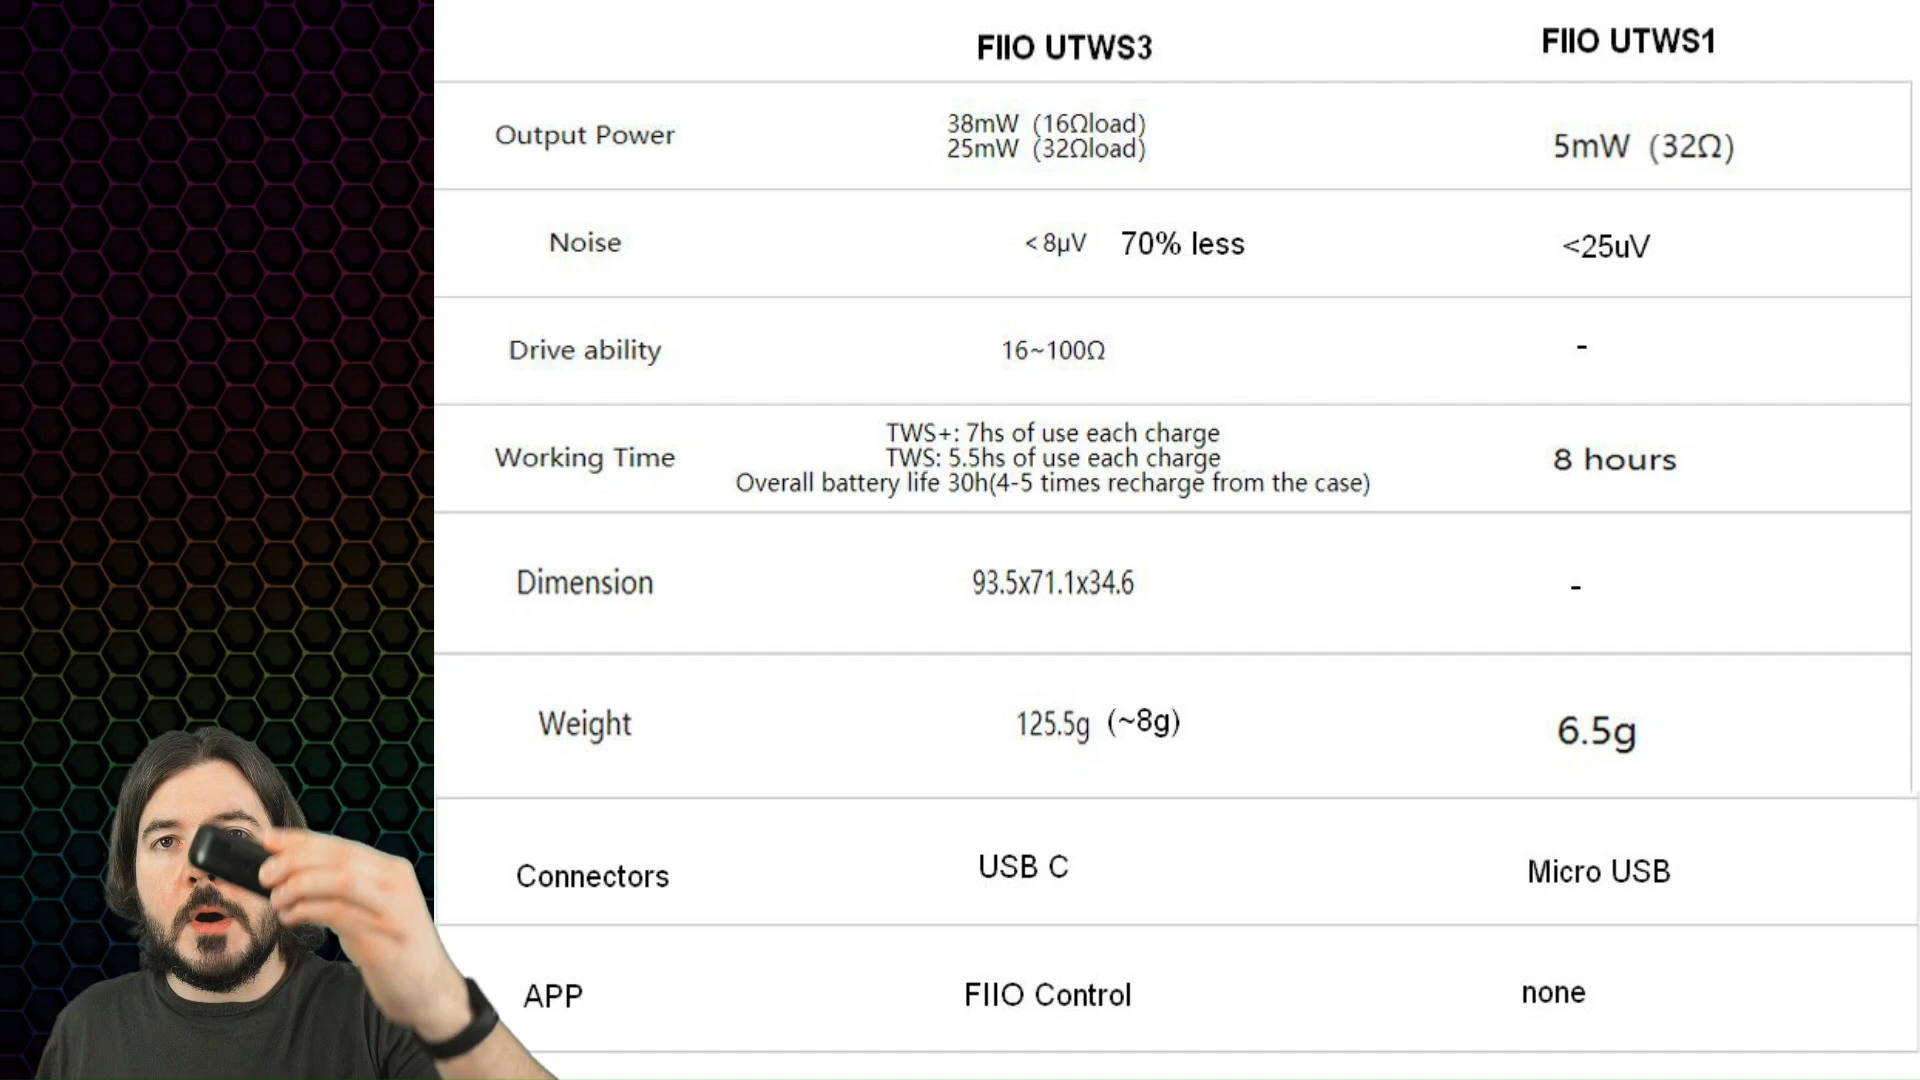 FIIO UTWS3
FIIO UTWS1
Output Power
38mW (16Ωload)
25mW (32Ωload)
5mW (32Ω)
Noise
<8μV 70% less
<25uV
Drive ability
16~100Ω
-
Working Time
TWS+: 7hs of use each charge
TWS: 5.5hs of use each charge
Overall battery life 30h(4-5 times recharge from the case)
8 hours
Dimension
93.5x71.1x34.6
-
Weight
125.5g (~8g)
6.5g
Connectors
USB C
Micro USB
APP
FIIO Control
none